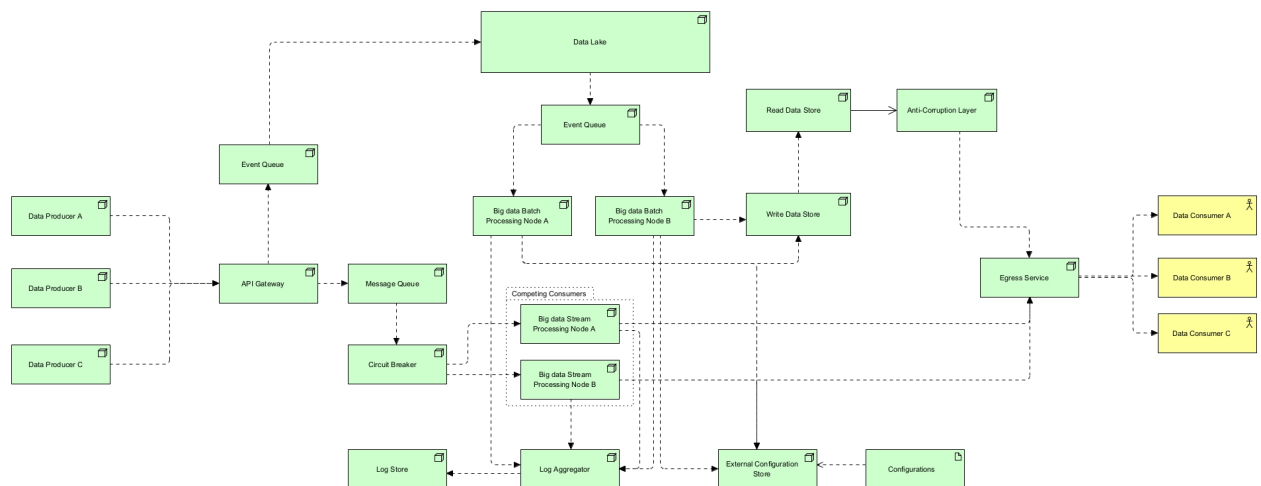 Data Lake
Event Queue
Read Data Store
Anti-Corruption Layer
Event Queue
Data Producer A
Big data Batch
Processing Node A
Big data Batch
Processing Node B
Write Data Store
Data Consumer A
Data Producer B
API Gateway
Message Queue
Egress Service
Data Consumer B
Competing Consumers
Big data Stream
Processing Node A
Data Consumer C
Data Producer C
Circuit Breaker
Big data Stream
Processing Node B
Log Store
Log Aggregator
External Configuration
Store
Configurations